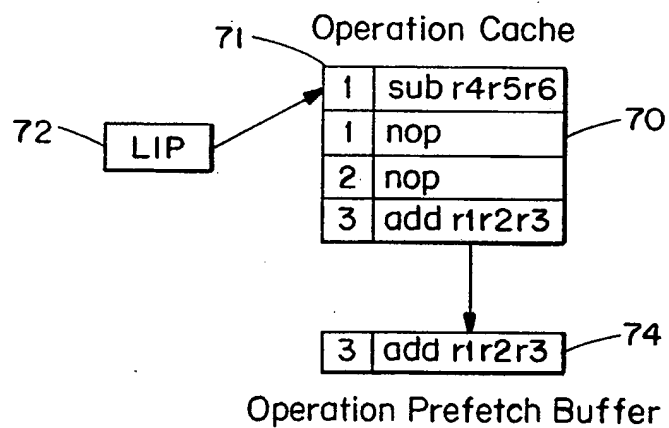 Operation Cache
71
1 sub r4r5r6
72
LIP
1 nop
70
2 nop
3 add r1r2r3
3 add r1r2r3
74
Operation Prefetch Buffer